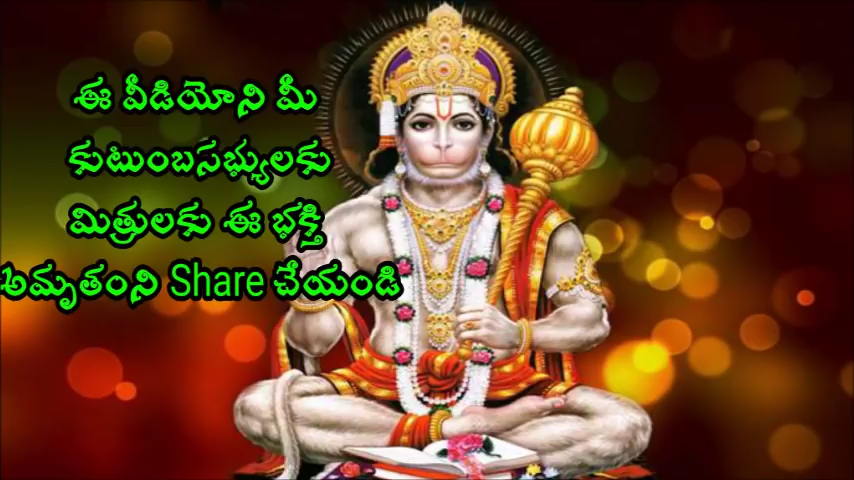 ఈ వీడియోని మీ
కుటుంబసభ్యులకు
మిత్రులకు ఈ భక్తి
అమృతంని Share చేయండి